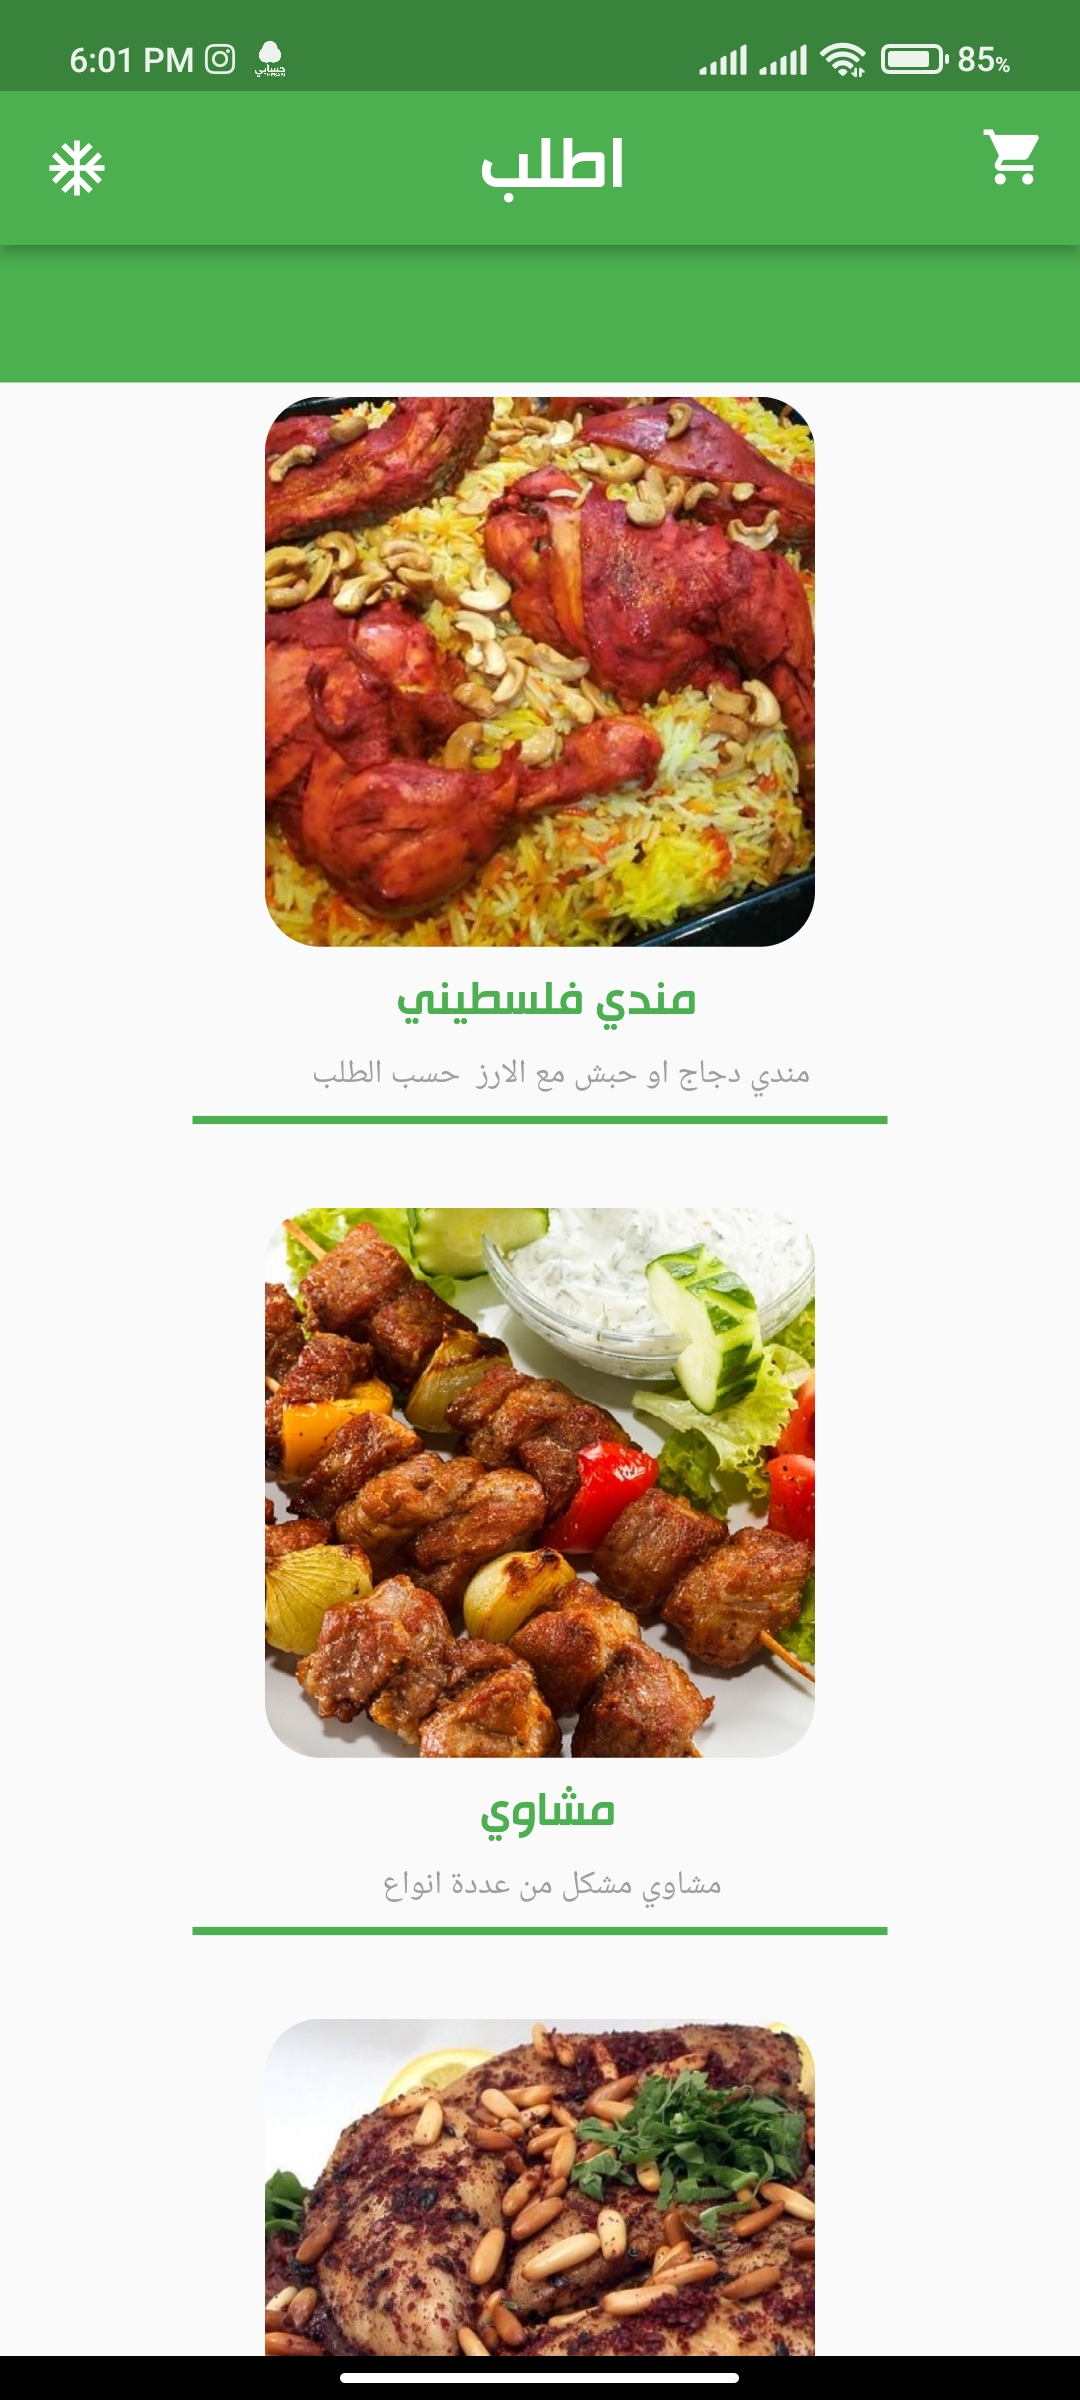 6:01 PM
85%
اطلب
مندي فلسطيني
مندي دجاج او حبش مع الارز حسب الطلب
مشاوي
مشاوي مشكل من عددة انواع